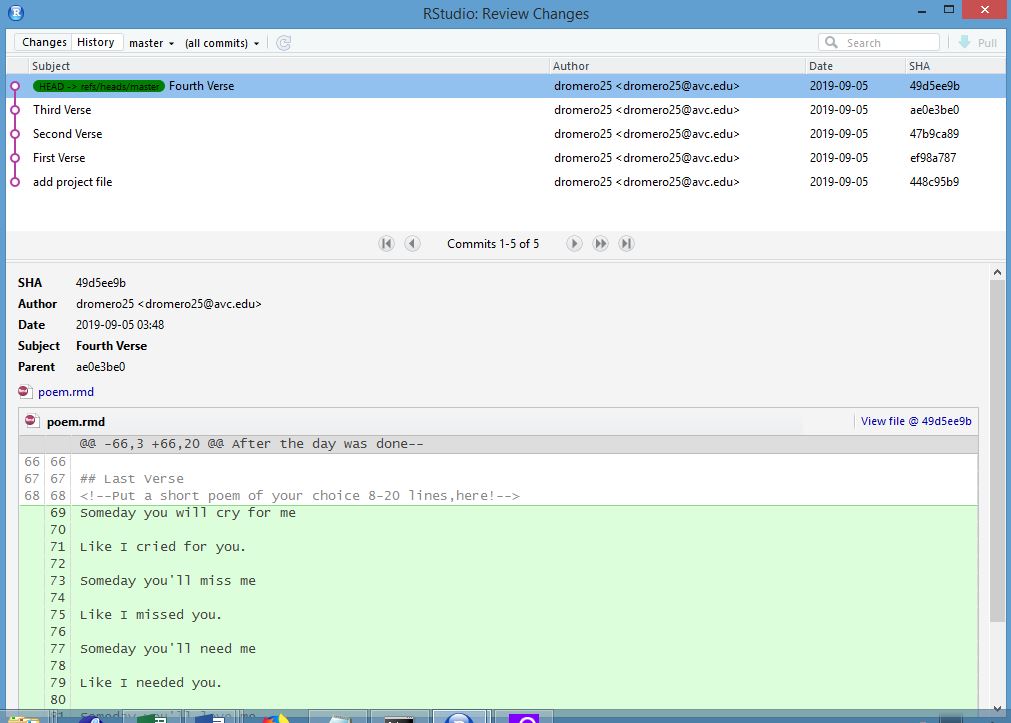 RStudio: Review Changes
Changes History master (all commits) Search Pull
Subject Author Date SHA
HEAD -> refs/heads/master Fourth Verse dromero25 <dromero25@avc.edu> 2019-09-05 49d5ee9b
Third Verse dromero25 <dromero25@avc.edu> 2019-09-05 ae0e3be0
Second Verse dromero25 <dromero25@avc.edu> 2019-09-05 47b9ca89
First Verse dromero25 <dromero25@avc.edu> 2019-09-05 ef98a787
add project file dromero25 <dromero25@avc.edu> 2019-09-05 448c95b9
Commits 1-5 of 5
SHA 49d5ee9b
Author dromero25 <dromero25@avc.edu>
Date 2019-09-05 03:48
Subject Fourth Verse
Parent ae0e3be0
poem.rmd
poem.rmd View file @ 49d5ee9b
@@ -66,3 +66,20 @@ After the day was done--
66 66
67 67 ## Last Verse
68 68 <!--Put a short poem of your choice 8-20 lines,here!-->
69 Someday you will cry for me
70
71 Like I cried for you.
72
73 Someday you'll miss me
74
75 Like I missed you.
76
77 Someday you'll need me
78
79 Like I needed you.
80